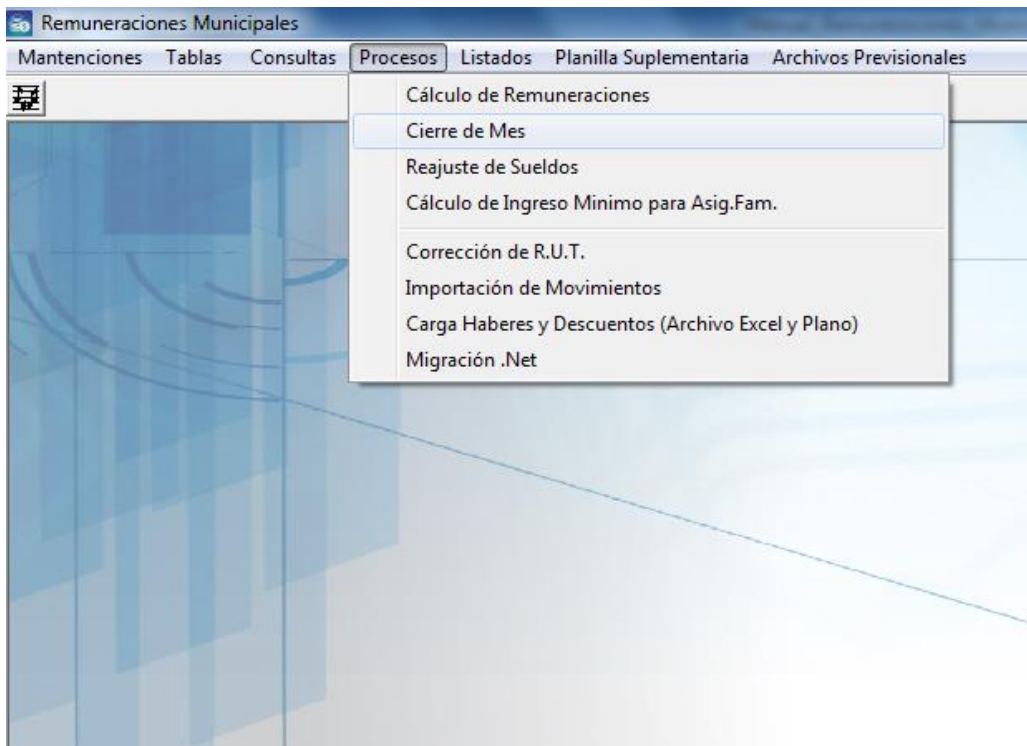 Remuneraciones Municipales
Mantenciones Tablas Consultas Procesos Listados Planilla Suplementaria Archivos Previsionales
Cálculo de Remuneraciones
Cierre de Mes
Reajuste de Sueldos
Cálculo de Ingreso Minimo para Asig.Fam.
Corrección de R.U.T.
Importación de Movimientos
Carga Haberes y Descuentos (Archivo Excel y Plano)
Migración .Net